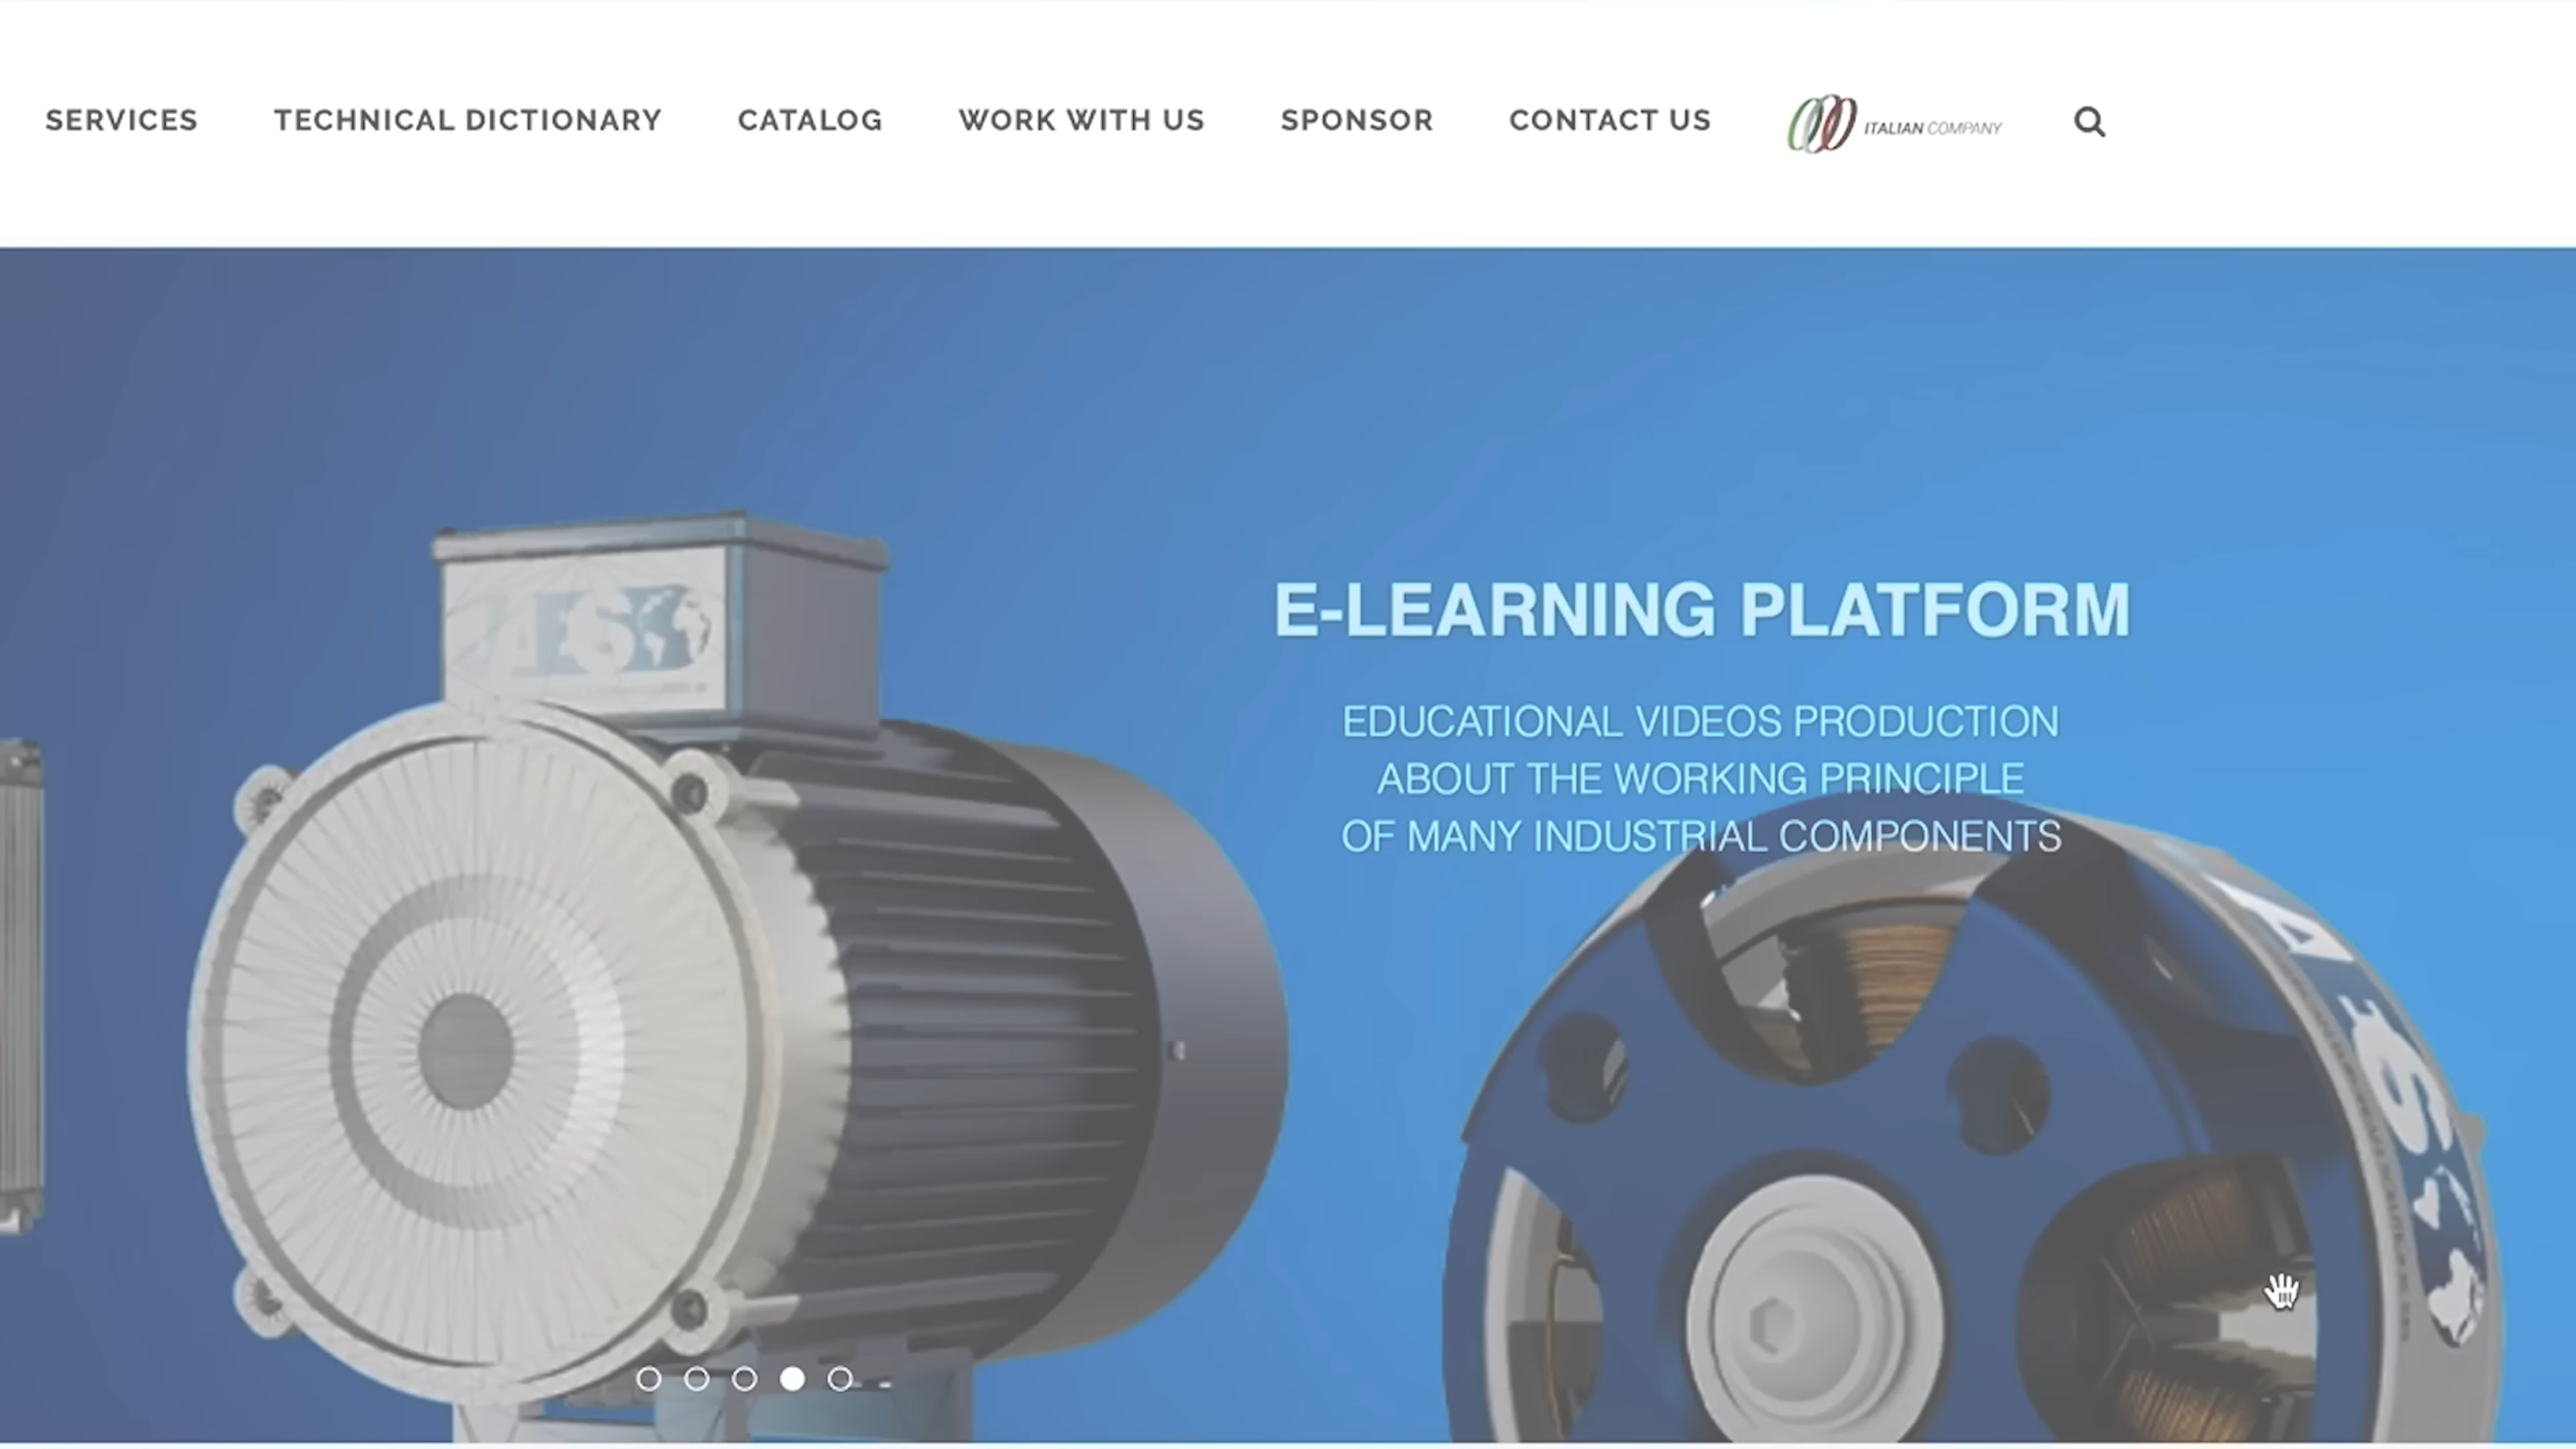 SERVICES TECHNICAL DICTIONARY CATALOG WORK WITH US SPONSOR CONTACT US ITALIAN COMPANY
E-LEARNING PLATFORM
EDUCATIONAL VIDEOS PRODUCTION
ABOUT THE WORKING PRINCIPLE
OF MANY INDUSTRIAL COMPONENTS